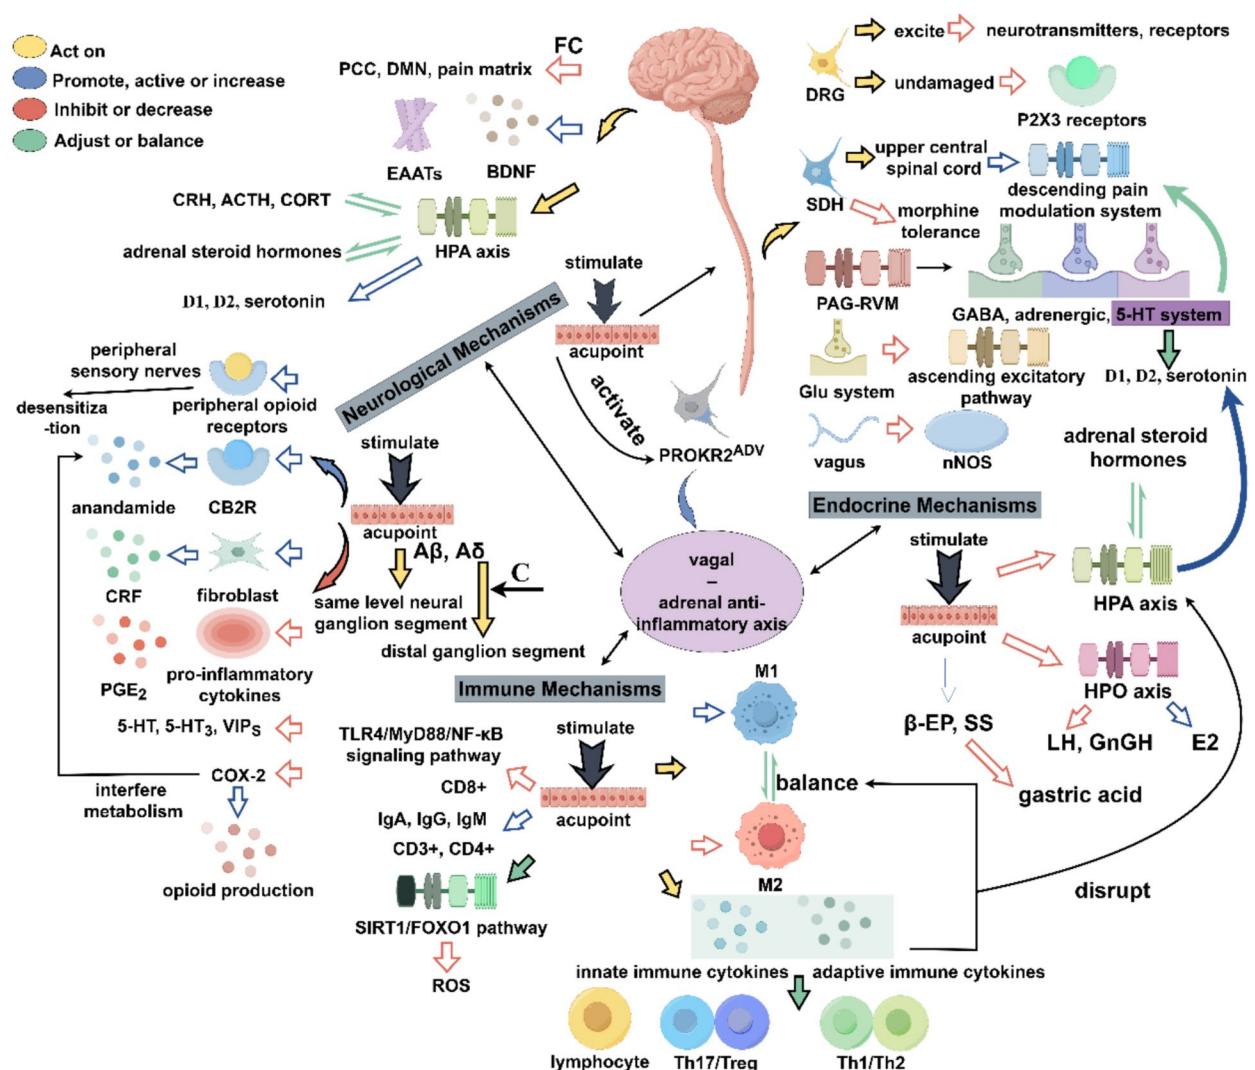 Act on
Promote, active or increase
Inhibit or decrease
Adjust or balance
FC
PCC, DMN, pain matrix
EAATs
BDNF
CRH, ACTH, CORT
adrenal steroid hormones
HPA axis
D1, D2, serotonin
DRG
excite
neurotransmitters, receptors
undamaged
P2X3 receptors
SDH
upper central
spinal cord
descending pain
modulation system
morphine
tolerance
PAG-RVM
GABA, adrenergic, 5-HT system
Glu system
ascending excitatory
pathway
D1, D2, serotonin
vagus
nNOS
stimulate
acupoint
activate
PROKR2ADV
Neurological Mechanisms
peripheral
sensory nerves
desensitiza
-tion
peripheral opioid
receptors
anandamide
CB2R
CRF
fibroblast
PGE2
pro-inflammatory
cytokines
5-HT, 5-HT3, VIPS
COX-2
interfere
metabolism
opioid production
stimulate
acupoint
Aβ, Aδ
C
same level neural
ganglion segment
distal ganglion segment
vagal
–
adrenal anti-
inflammatory axis
Endocrine Mechanisms
stimulate
acupoint
adrenal steroid
hormones
HPA axis
HPO axis
LH, GnGH
E2
β-EP, SS
gastric acid
disrupt
Immune Mechanisms
stimulate
acupoint
TLR4/MyD88/NF-κB
signaling pathway
CD8+
IgA, IgG, IgM
CD3+, CD4+
SIRT1/FOXO1 pathway
ROS
M1
balance
M2
innate immune cytokines
adaptive immune cytokines
lymphocyte
Th17/Treg
Th1/Th2